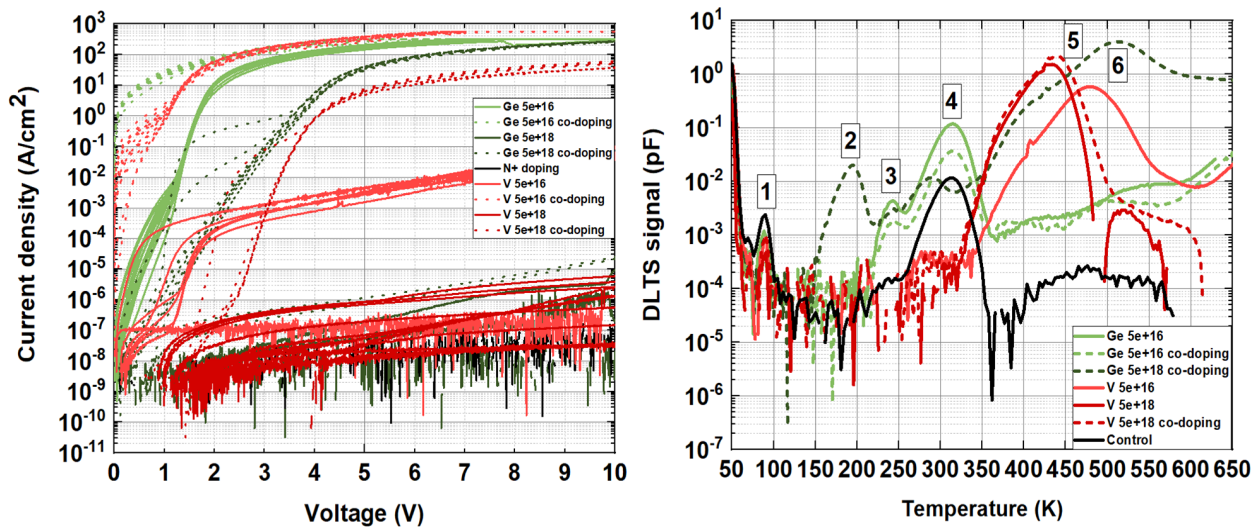 Current density (A/cm²)
10³
10²
10¹
10⁰
10⁻¹
10⁻²
10⁻³
10⁻⁴
10⁻⁵
10⁻⁶
10⁻⁷
10⁻⁸
10⁻⁹
10⁻¹⁰
10⁻¹¹
Ge 5e+16
Ge 5e+16 co-doping
Ge 5e+18
Ge 5e+18 co-doping
N+ doping
V 5e+16
V 5e+16 co-doping
V 5e+18
V 5e+18 co-doping
0 1 2 3 4 5 6 7 8 9 10
Voltage (V)
DLTS signal (pF)
10¹
10⁰
10⁻¹
10⁻²
10⁻³
10⁻⁴
10⁻⁵
10⁻⁶
10⁻⁷
1
2
3
4
5
6
Ge 5e+16
Ge 5e+16 co-doping
Ge 5e+18 co-doping
V 5e+16
V 5e+18
V 5e+18 co-doping
Control
50 100 150 200 250 300 350 400 450 500 550 600 650
Temperature (K)